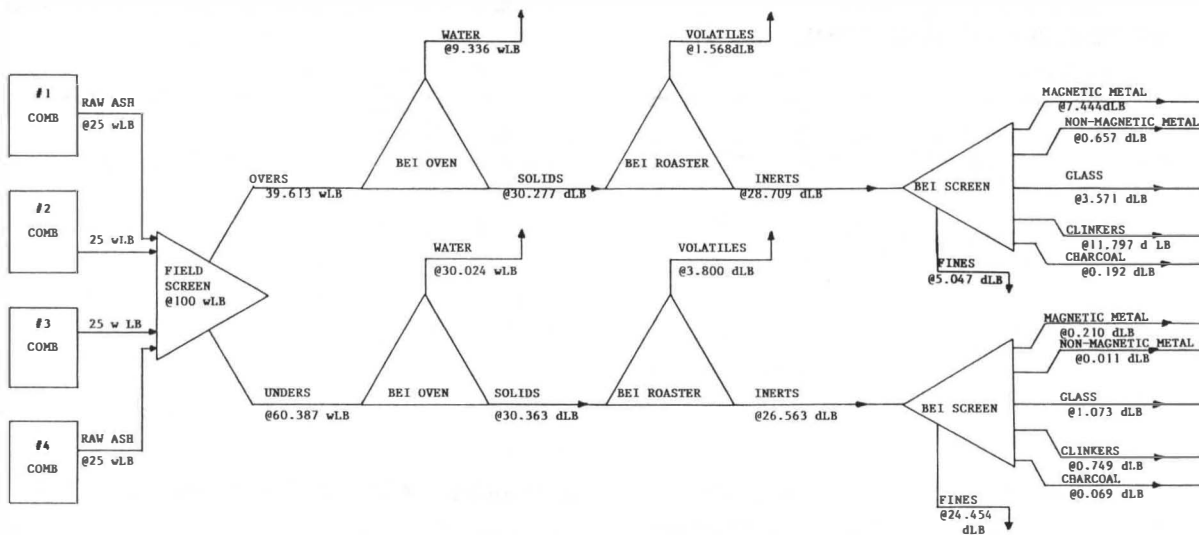 #1
COMB
RAW ASH
@25 wLB
#2
COMB
25 wLB
#3
COMB
25 w LB
#4
COMB
RAW ASH
@25 wLB
FIELD
SCREEN
@100 wLB
OVERS
39.613 wLB
WATER
@9.336 wLB
BEI OVEN
SOLIDS
@30.277 dLB
VOLATILES
@1.568dLB
BEI ROASTER
INERTS
@28.709 dLB
BEI SCREEN
MAGNETIC METAL
@7.444dLB
NON-MAGNETIC METAL
@0.657 dLB
GLASS
@3.571 dLB
CLINKERS
@11.797 d LB
CHARCOAL
@0.192 dLB
FINES
@5.047 dLB
UNDERS
@60.387 wLB
WATER
@30.024 wLB
BEI OVEN
SOLIDS
@30.363 dLB
VOLATILES
@3.800 dLB
BEI ROASTER
INERTS
@26.563 dLB
BEI SCREEN
MAGNETIC METAL
@0.210 dLB
NON-MAGNETIC METAL
@0.011 dLB
GLASS
@1.073 dLB
CLINKERS
@0.749 dLB
CHARCOAL
@0.069 dLB
FINES
@24.454
dLB